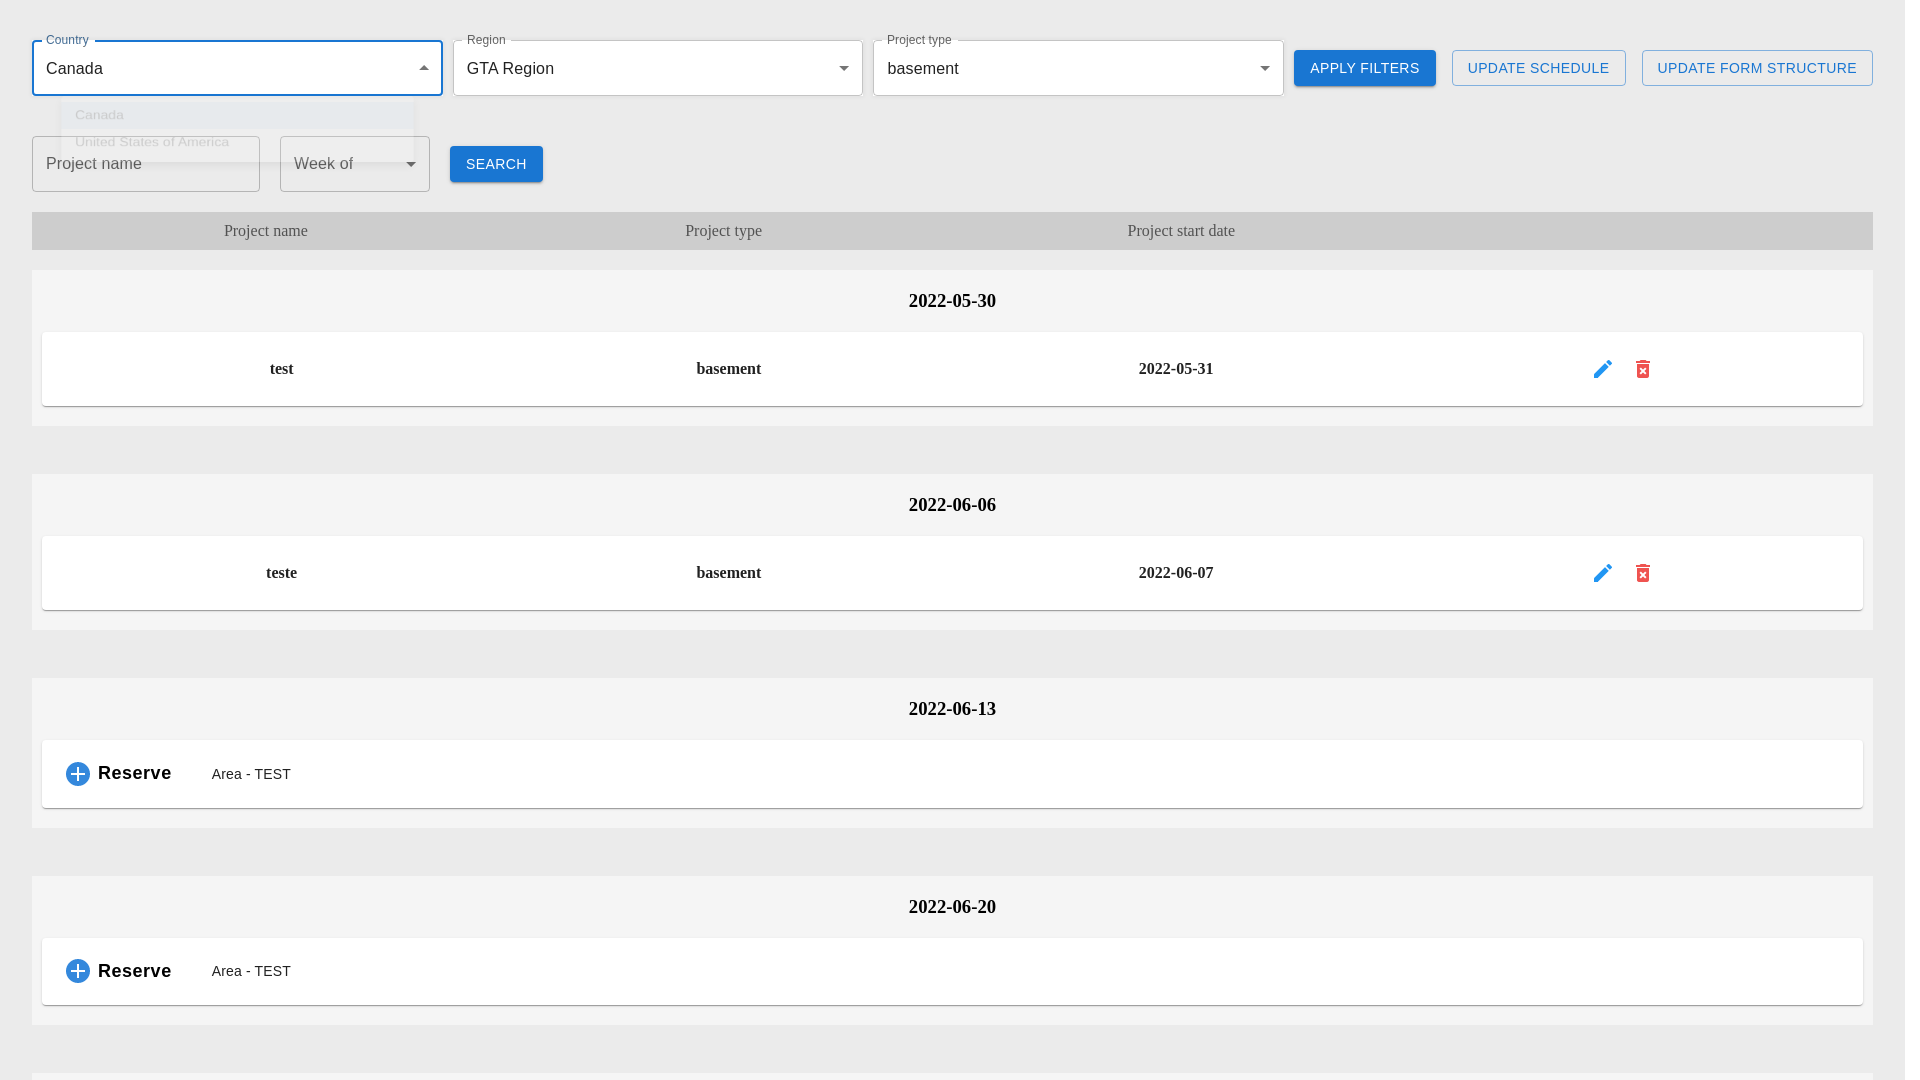 Country Region Project type
Canada GTA Region basement APPLY FILTERS UPDATE SCHEDULE UPDATE FORM STRUCTURE
Canada
United States of America
Project name Week of SEARCH
Project name Project type Project start date
2022-05-30
test basement 2022-05-31
2022-06-06
teste basement 2022-06-07
2022-06-13
Reserve Area - TEST
2022-06-20
Reserve Area - TEST